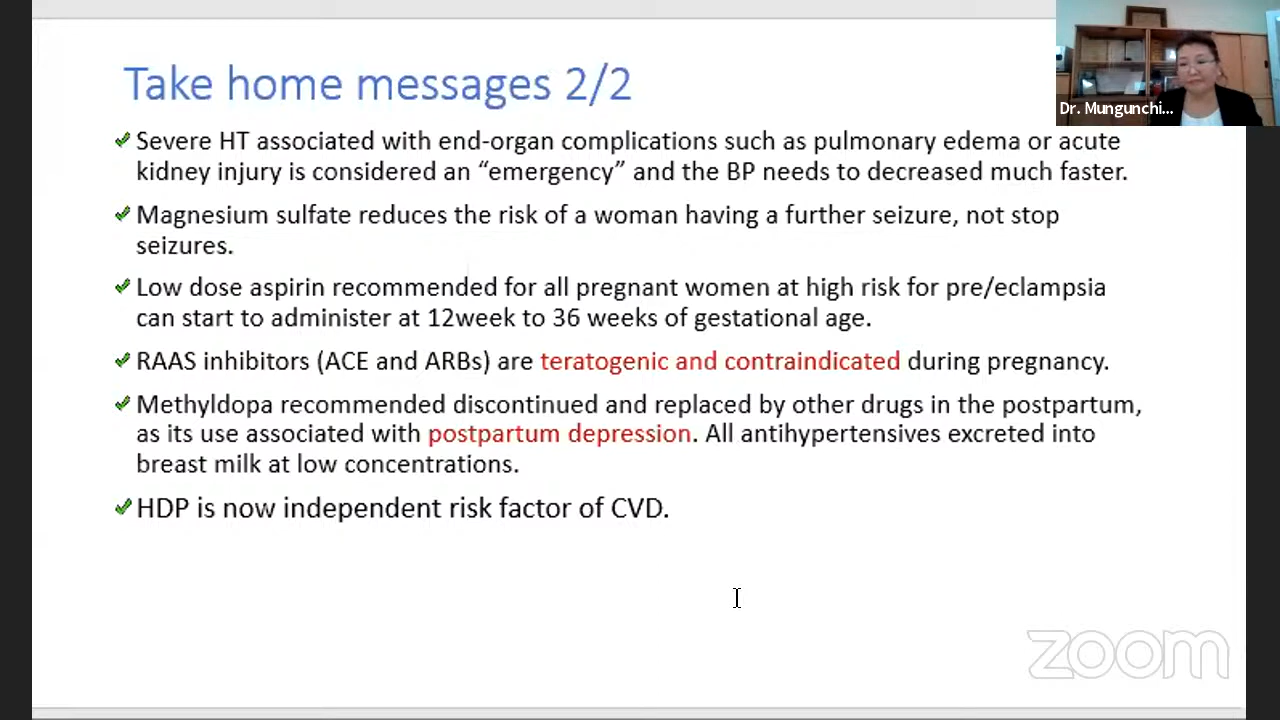 Take home messages 2/2
Dr. Mungunchi...
Severe HT associated with end-organ complications such as pulmonary edema or acute
kidney injury is considered an “emergency” and the BP needs to decreased much faster.
Magnesium sulfate reduces the risk of a woman having a further seizure, not stop
seizures.
Low dose aspirin recommended for all pregnant women at high risk for pre/eclampsia
can start to administer at 12week to 36 weeks of gestational age.
RAAS inhibitors (ACE and ARBs) are teratogenic and contraindicated during pregnancy.
Methyldopa recommended discontinued and replaced by other drugs in the postpartum,
as its use associated with postpartum depression. All antihypertensives excreted into
breast milk at low concentrations.
HDP is now independent risk factor of CVD.
zoom